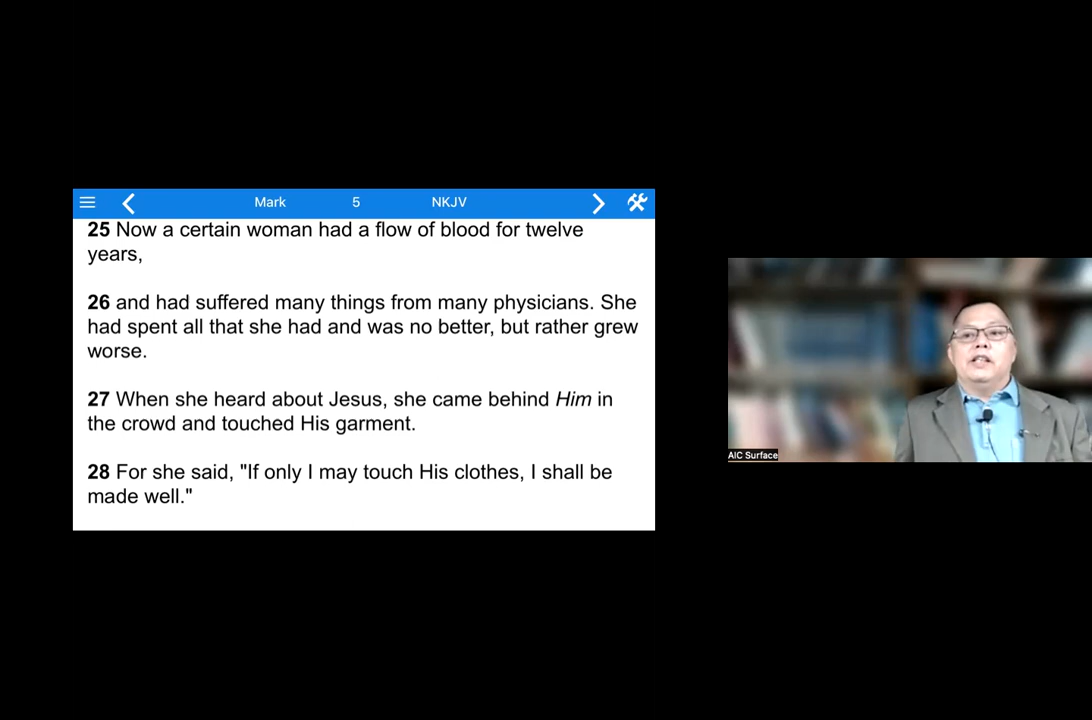 Mark 5 NKJV
25 Now a certain woman had a flow of blood for twelve
years,
26 and had suffered many things from many physicians. She
had spent all that she had and was no better, but rather grew
worse.
27 When she heard about Jesus, she came behind Him in
the crowd and touched His garment.
28 For she said, "If only I may touch His clothes, I shall be
made well."
AIC Surface